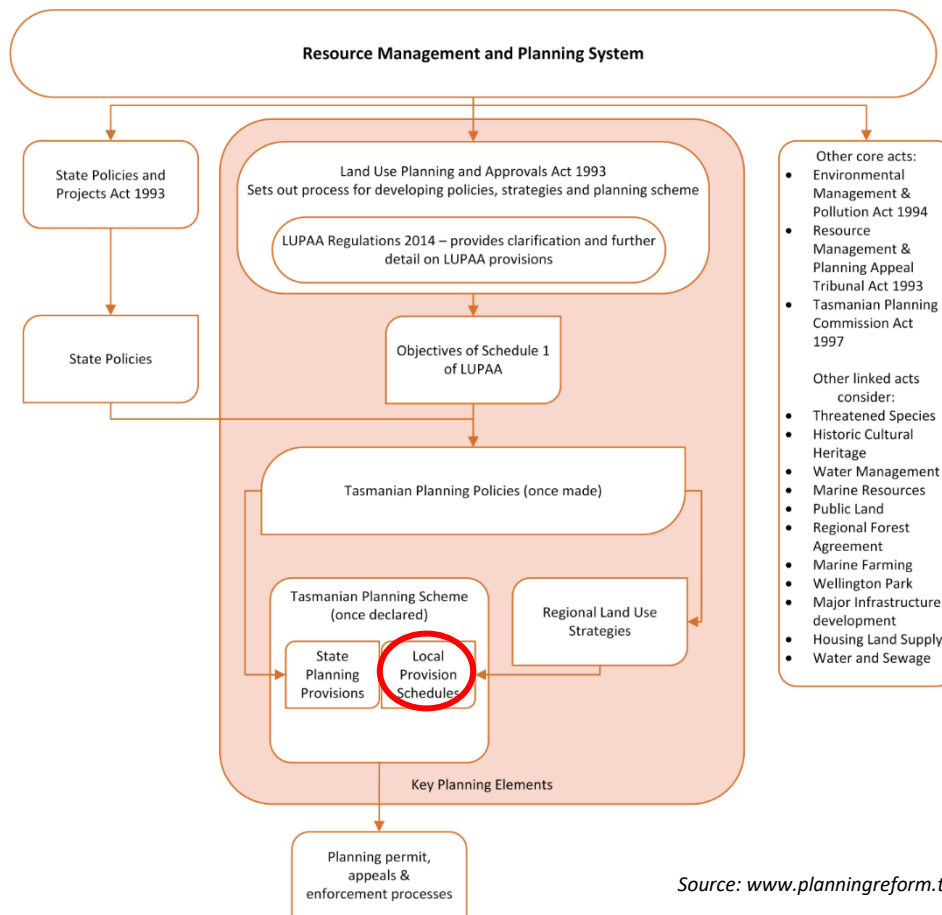 Resource Management and Planning System
State Policies and
Projects Act 1993
Land Use Planning and Approvals Act 1993
Sets out process for developing policies, strategies and planning scheme
LUPAA Regulations 2014 – provides clarification and further
detail on LUPAA provisions
State Policies
Objectives of Schedule 1
of LUPAA
Tasmanian Planning Policies (once made)
Tasmanian Planning Scheme
(once declared)
State
Planning
Provisions
Local
Provision
Schedules
Regional Land Use
Strategies
Key Planning Elements
Planning permit,
appeals &
enforcement processes
Other core acts:
• Environmental
Management &
Pollution Act 1994
• Resource
Management &
Planning Appeal
Tribunal Act 1993
• Tasmanian Planning
Commission Act
1997
Other linked acts
consider:
• Threatened Species
• Historic Cultural
Heritage
• Water Management
• Marine Resources
• Public Land
• Regional Forest
Agreement
• Marine Farming
• Wellington Park
• Major Infrastructure
development
• Housing Land Supply
• Water and Sewage
Source: www.planningreform.t